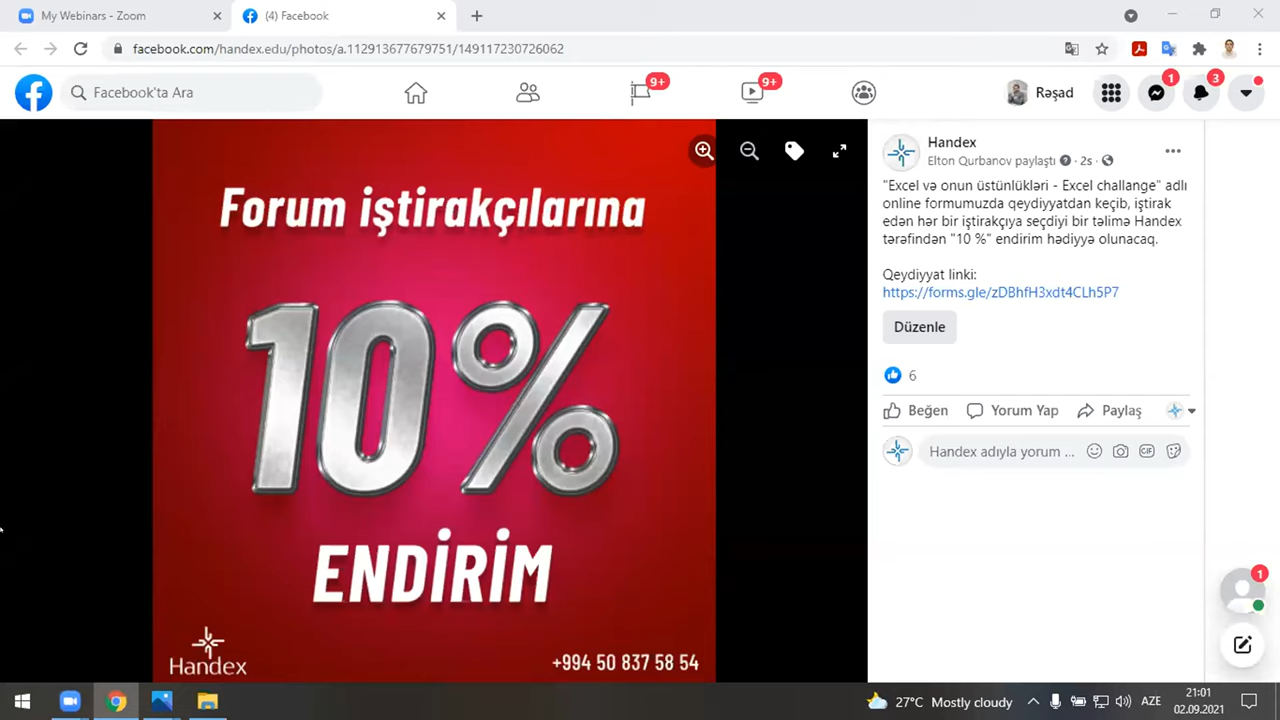 My Webinars - Zoom
(4) Facebook
facebook.com/handex.edu/photos/a.112913677679751/149117230726062
Facebook'ta Ara
9+
9+
Rəşad
1
3
Forum iştirakçılarına
10%
ENDİRİM
Handex
+994 50 837 58 54
Handex
Elton Qurbanov paylaştı · 2s ·
"Excel və onun üstünlükləri - Excel challange" adlı
online formumuzda qeydiyyatdan keçib, iştirak
edən hər bir iştirakçıya seçdiyi bir təlimə Handex
tərəfindən "10 %" endirim hədiyyə olunacaq.
Qeydiyyat linki:
https://forms.gle/zDBhfH3xdt4CLh5P7
Düzenle
6
Beğen
Yorum Yap
Paylaş
Handex adıyla yorum ...
GIF
1
27°C Mostly cloudy
AZE
21:01
02.09.2021